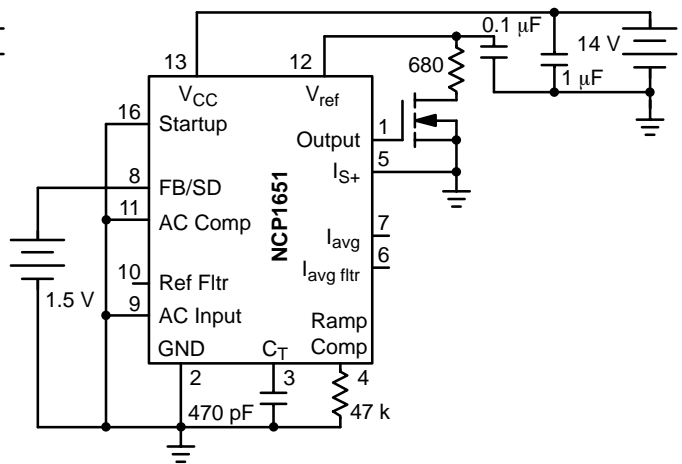 0.1 μF
14 V
13
12
680
1 μF
V_CC
V_ref
16
Startup
Output
1
I_S+
5
8
FB/SD
11
AC Comp
NCP1651
I_avg
7
I_avg fltr
6
10
Ref Fltr
1.5 V
9
AC Input
Ramp
Comp
GND
C_T
2
3
4
470 pF
47 k